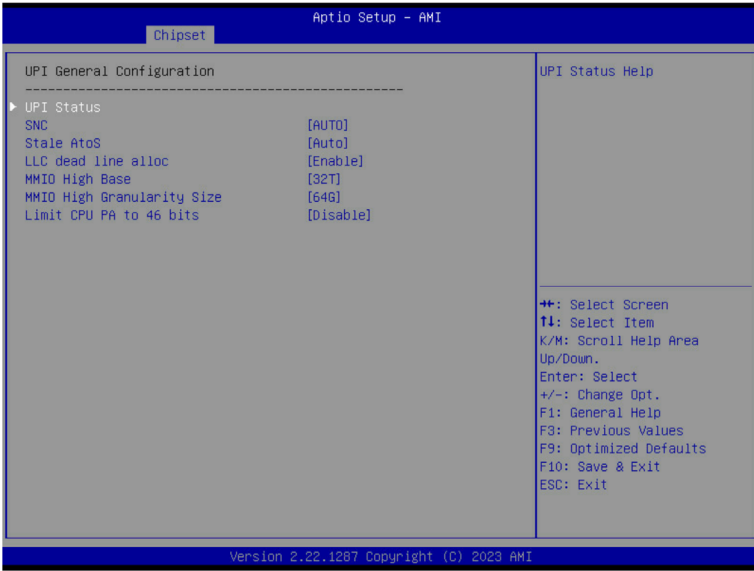 Aptio Setup – AMI
Chipset
UPI General Configuration
------------------------------------------------
UPI Status
SNC [AUTO]
Stale AtoS [Auto]
LLC dead line alloc [Enable]
MMIO High Base [32T]
MMIO High Granularity Size [64G]
Limit CPU PA to 46 bits [Disable]
UPI Status Help
→←: Select Screen
↑↓: Select Item
K/M: Scroll Help Area
Up/Down.
Enter: Select
+/-: Change Opt.
F1: General Help
F3: Previous Values
F9: Optimized Defaults
F10: Save & Exit
ESC: Exit
Version 2.22.1287 Copyright (C) 2023 AMI